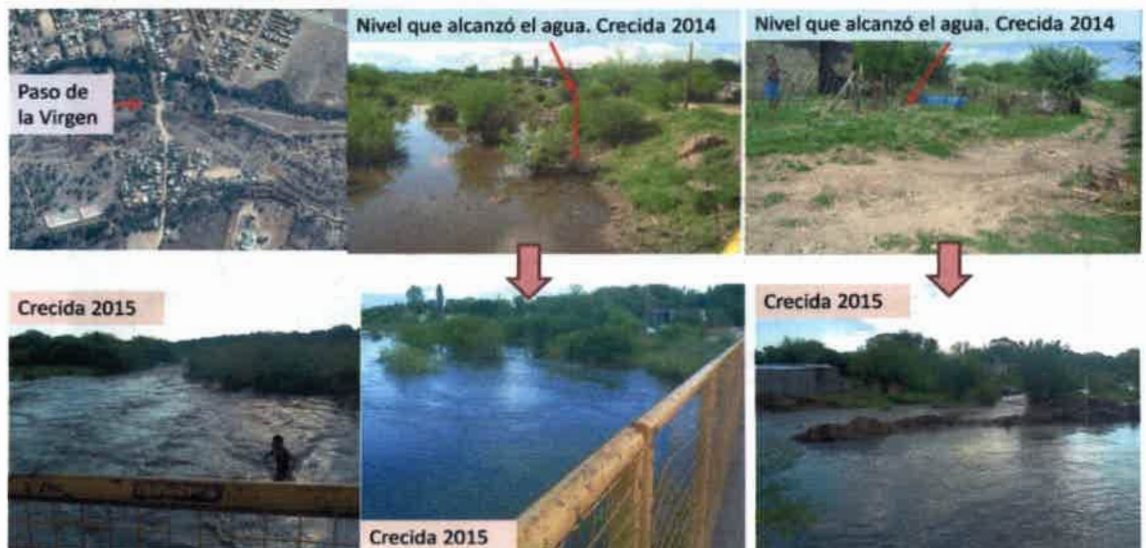 Nivel que alcanzó el agua. Crecida 2014
Nivel que alcanzó el agua. Crecida 2014
Paso de
la Virgen
Crecida 2015
Crecida 2015
Crecida 2015